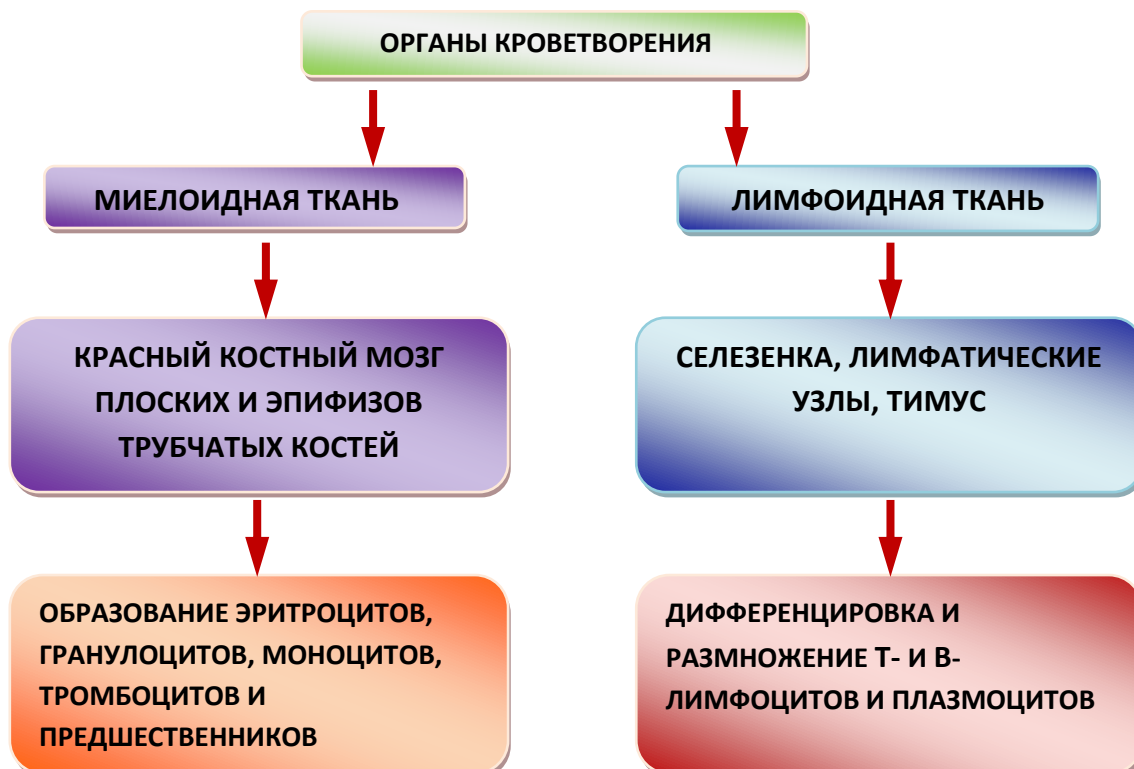 ОРГАНЫ КРОВЕТВОРЕНИЯ
МИЕЛОИДНАЯ ТКАНЬ
ЛИМФОИДНАЯ ТКАНЬ
КРАСНЫЙ КОСТНЫЙ МОЗГ
ПЛОСКИХ И ЭПИФИЗОВ
ТРУБЧАТЫХ КОСТЕЙ
СЕЛЕЗЕНКА, ЛИМФАТИЧЕСКИЕ
УЗЛЫ, ТИМУС
ОБРАЗОВАНИЕ ЭРИТРОЦИТОВ,
ГРАНУЛОЦИТОВ, МОНОЦИТОВ,
ТРОМБОЦИТОВ И
ПРЕДШЕСТВЕННИКОВ
ДИФФЕРЕНЦИРОВКА И
РАЗМНОЖЕНИЕ Т- И В-
ЛИМФОЦИТОВ И ПЛАЗМОЦИТОВ